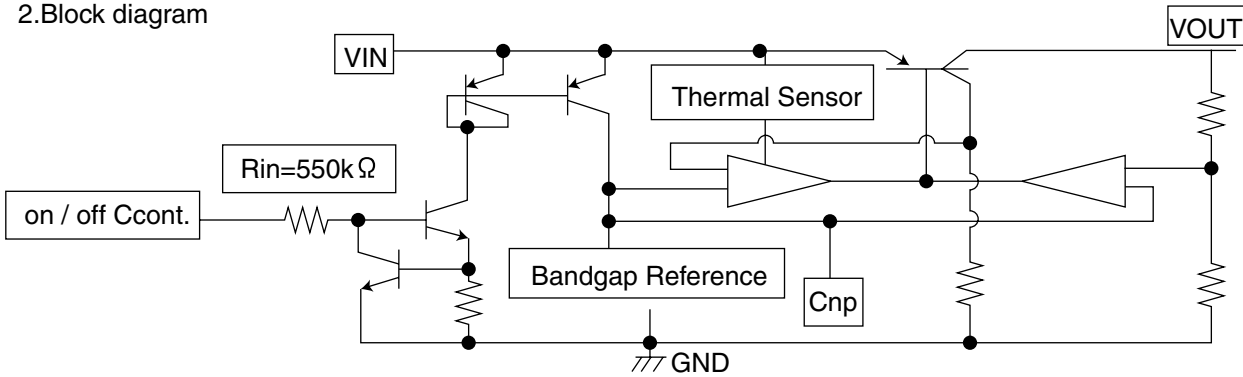 2.Block diagram
VIN
VOUT
Thermal Sensor
Rin=550kΩ
on / off Ccont.
Bandgap Reference
Cnp
GND